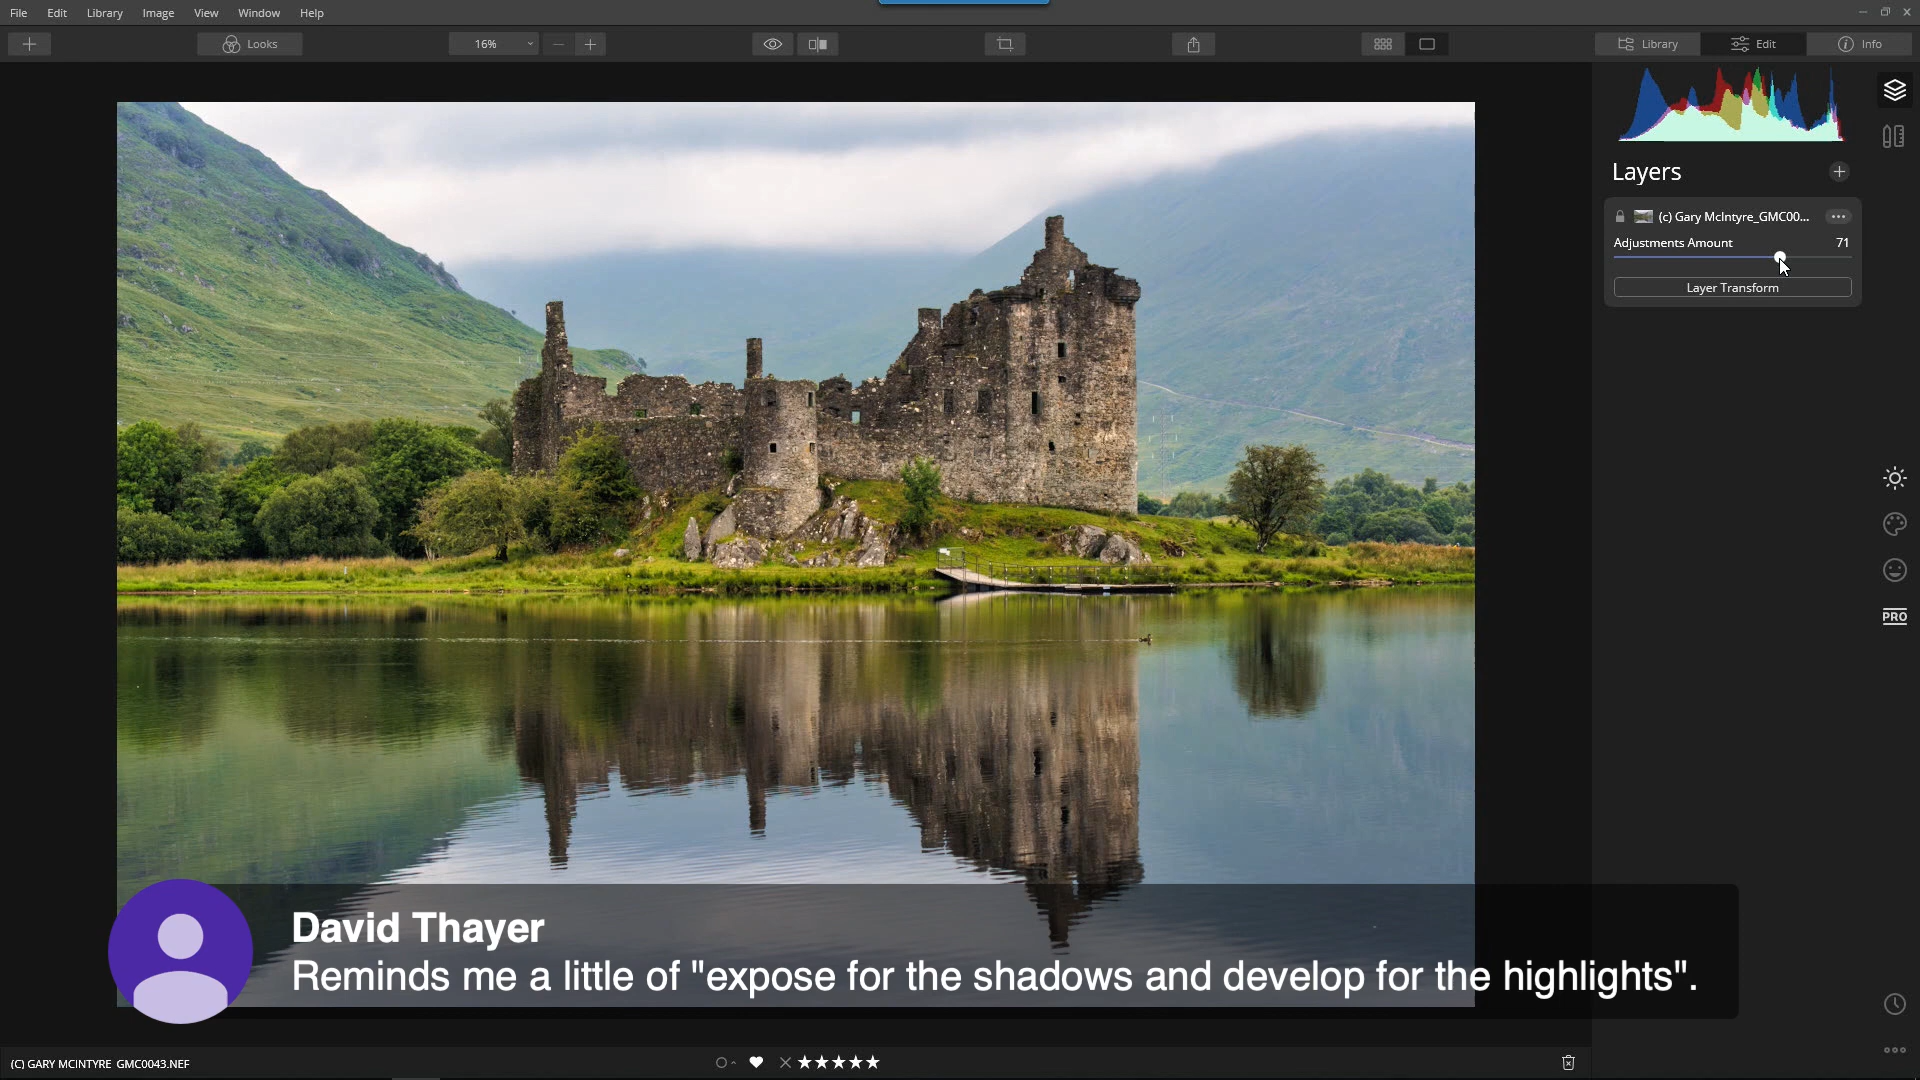 File Edit Library Image View Window Help
Looks 16% Library Edit Info
Layers
(c) Gary McIntyre_GMC00...
Adjustments Amount 71
Layer Transform
PRO
David Thayer
Reminds me a little of "expose for the shadows and develop for the highlights".
(C) GARY MCINTYRE_GMC0043.NEF